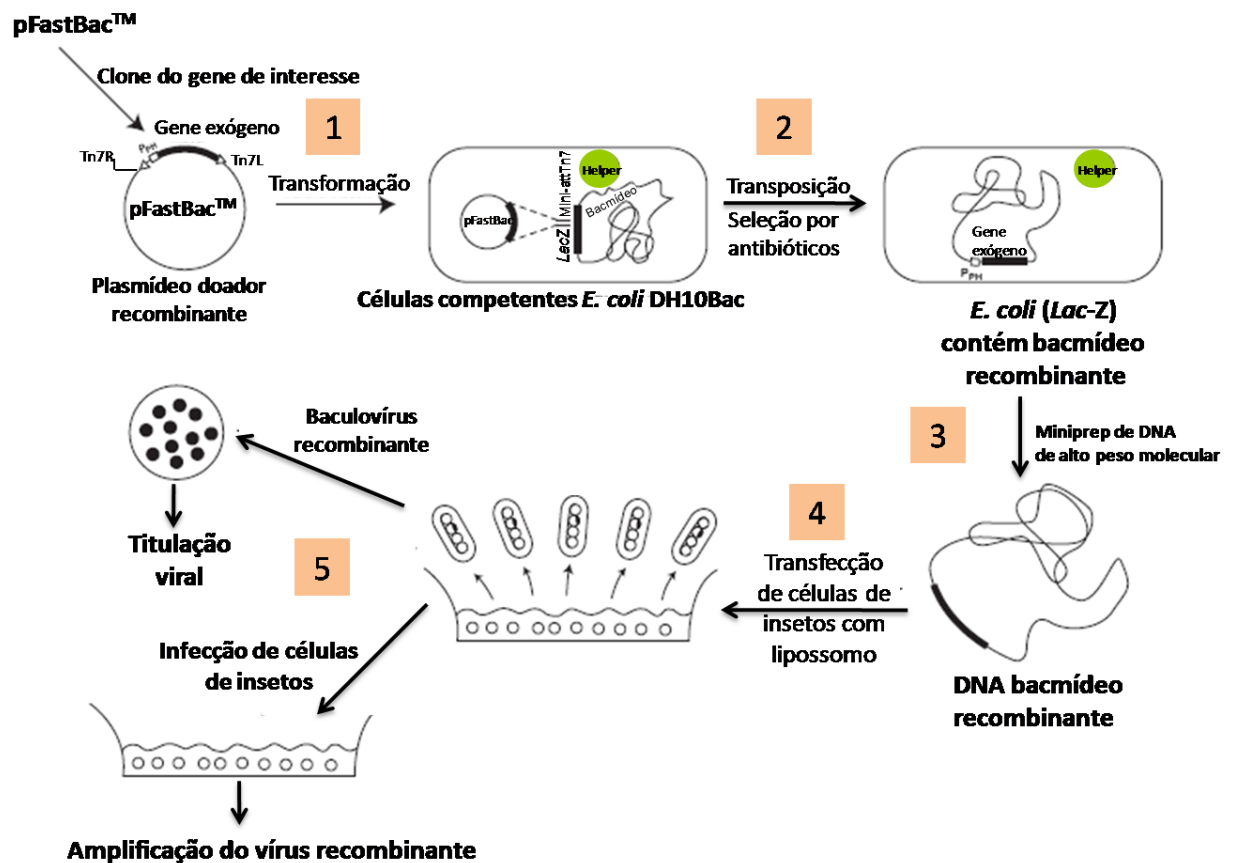 pFastBac™
Clone do gene de interesse
Gene exógeno
PPH
Tn7R
Tn7L
pFastBac™
Plasmídeo doador
recombinante
1
Transformação
pFastBac
LacZ
Mini-attTn7
Helper
Bacmídeo
Células competentes E. coli DH10Bac
2
Transposição
Seleção por
antibióticos
Helper
Gene
exógeno
PPH
E. coli (Lac-Z)
contém bacmídeo
recombinante
3
Miniprep de DNA
de alto peso molecular
DNA bacmídeo
recombinante
4
Transfecção
de células de
insetos com
lipossomo
Baculovírus
recombinante
Titulação
viral
5
Infecção de células
de insetos
Amplificação do vírus recombinante